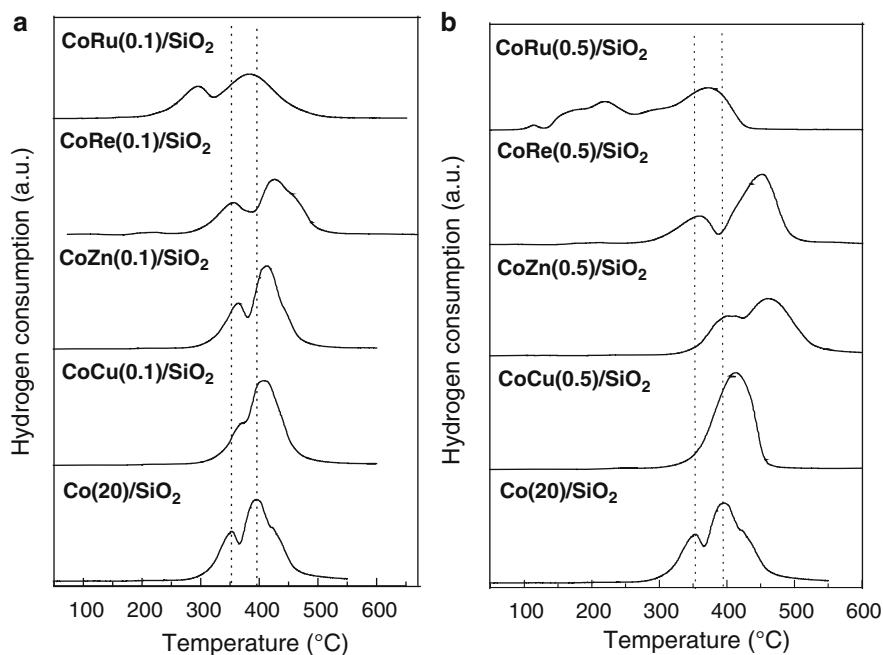 a
CoRu(0.1)/SiO₂
CoRe(0.1)/SiO₂
CoZn(0.1)/SiO₂
CoCu(0.1)/SiO₂
Co(20)/SiO₂
Hydrogen consumption (a.u.)
100 200 300 400 500 600
Temperature (°C)
b
CoRu(0.5)/SiO₂
CoRe(0.5)/SiO₂
CoZn(0.5)/SiO₂
CoCu(0.5)/SiO₂
Co(20)/SiO₂
Hydrogen consumption (a.u.)
100 200 300 400 500 600
Temperature (°C)